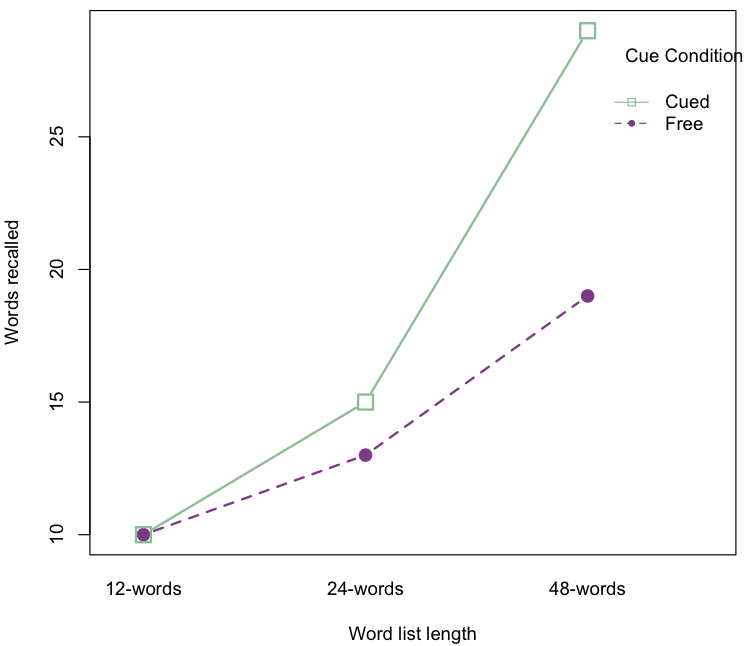 Cue Condition
Cued
Free
Words recalled
25
20
15
10
12-words 24-words 48-words
Word list length